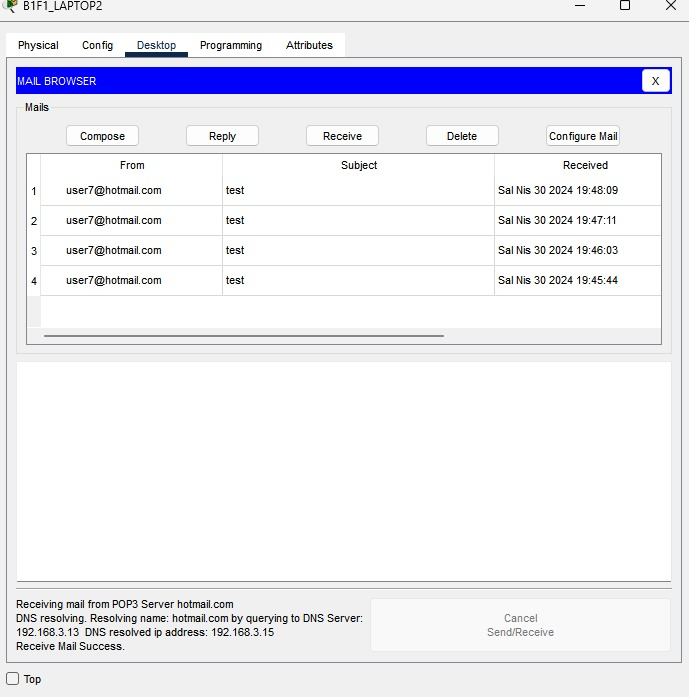 B1F1_LAPTOP2
Physical Config Desktop Programming Attributes
MAIL BROWSER X
Mails
Compose Reply Receive Delete Configure Mail
From Subject Received
1 user7@hotmail.com test Sal Nis 30 2024 19:48:09
2 user7@hotmail.com test Sal Nis 30 2024 19:47:11
3 user7@hotmail.com test Sal Nis 30 2024 19:46:03
4 user7@hotmail.com test Sal Nis 30 2024 19:45:44
Receiving mail from POP3 Server hotmail.com
DNS resolving. Resolving name: hotmail.com by querying to DNS Server:
192.168.3.13 DNS resolved ip address: 192.168.3.15
Receive Mail Success.
Cancel
Send/Receive
Top